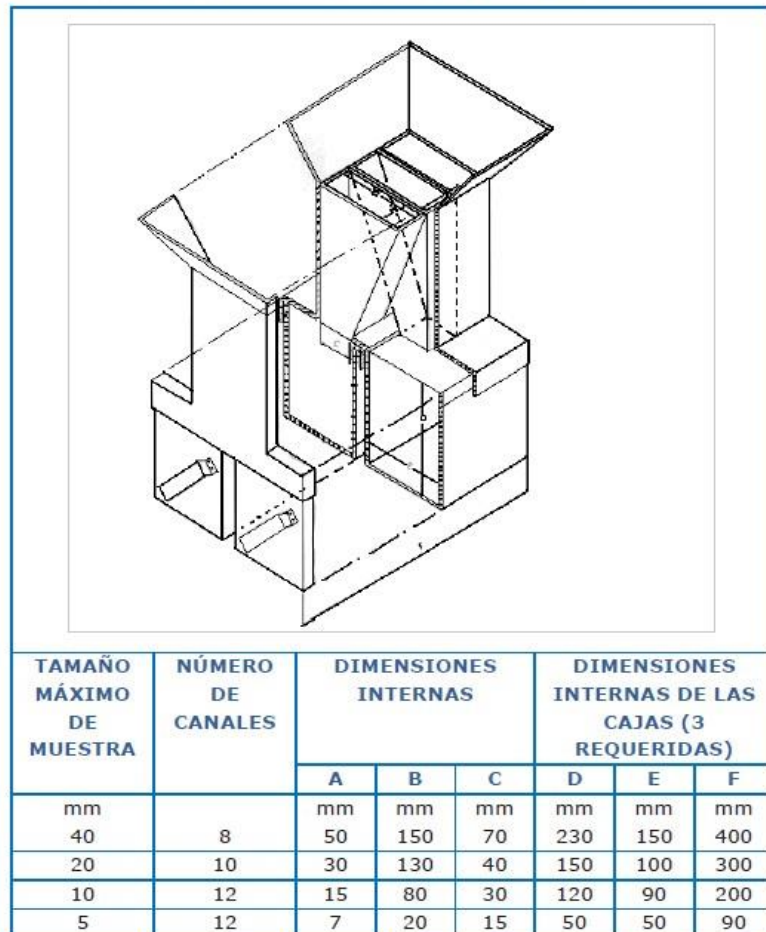 TAMAÑO MÁXIMO DE MUESTRA NÚMERO DE CANALES DIMENSIONES INTERNAS DIMENSIONES INTERNAS DE LAS CAJAS (3 REQUERIDAS)
A B C D E F
mm mm mm mm mm mm mm
40 8 50 150 70 230 150 400
20 10 30 130 40 150 100 300
10 12 15 80 30 120 90 200
5 12 7 20 15 50 50 90